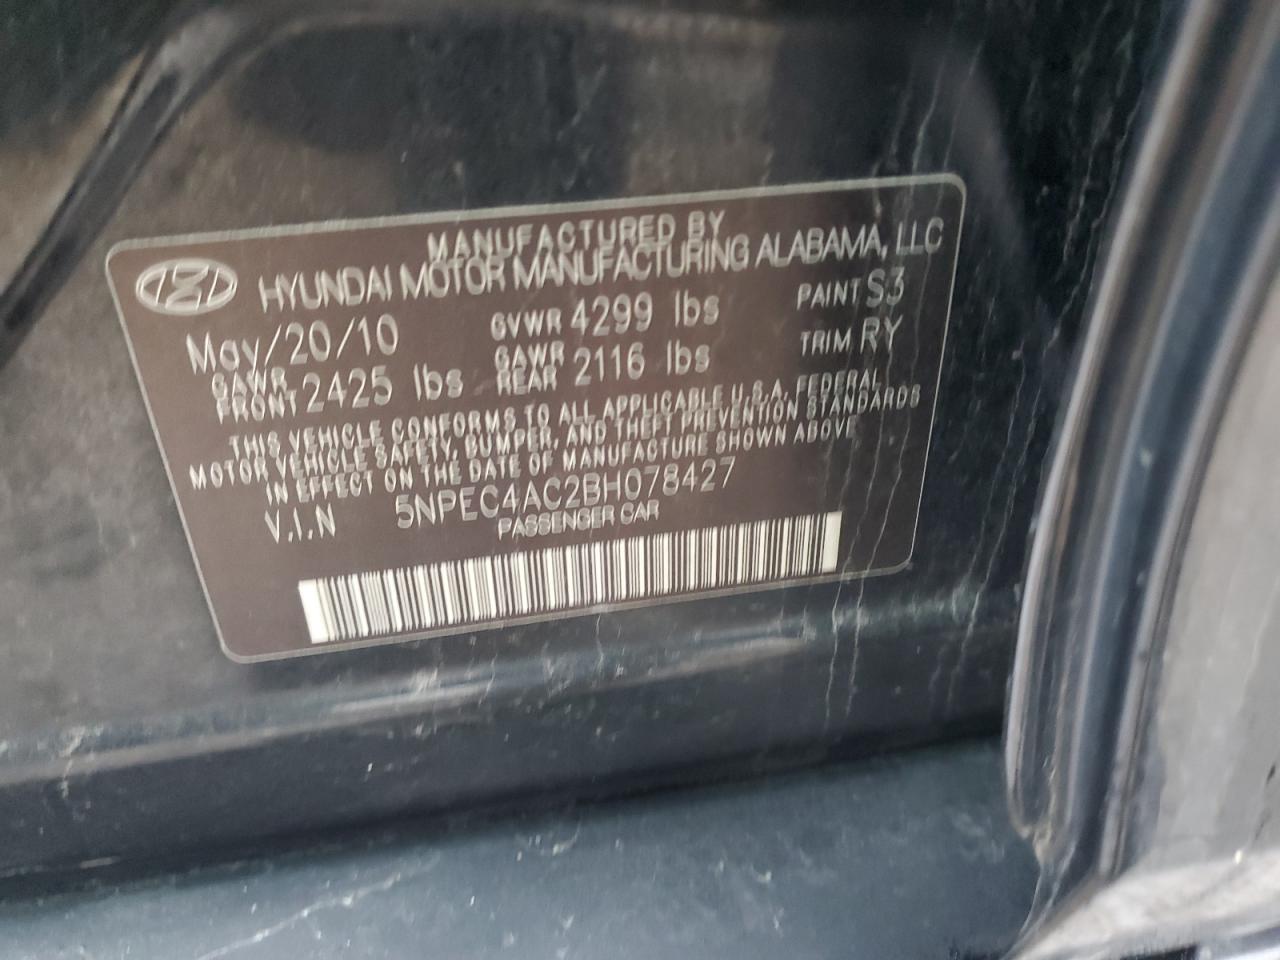 MANUFACTURED BY
HYUNDAI MOTOR MANUFACTURING ALABAMA, LLC
May/20/10 GVWR 4299 lbs PAINT S3
GAWR FRONT 2425 lbs GAWR REAR 2116 lbs TRIM RY
THIS VEHICLE CONFORMS TO ALL APPLICABLE U.S.A. FEDERAL
MOTOR VEHICLE SAFETY, BUMPER, AND THEFT PREVENTION STANDARDS
IN EFFECT ON THE DATE OF MANUFACTURE SHOWN ABOVE
V.I.N 5NPEC4AC2BH078427
PASSENGER CAR